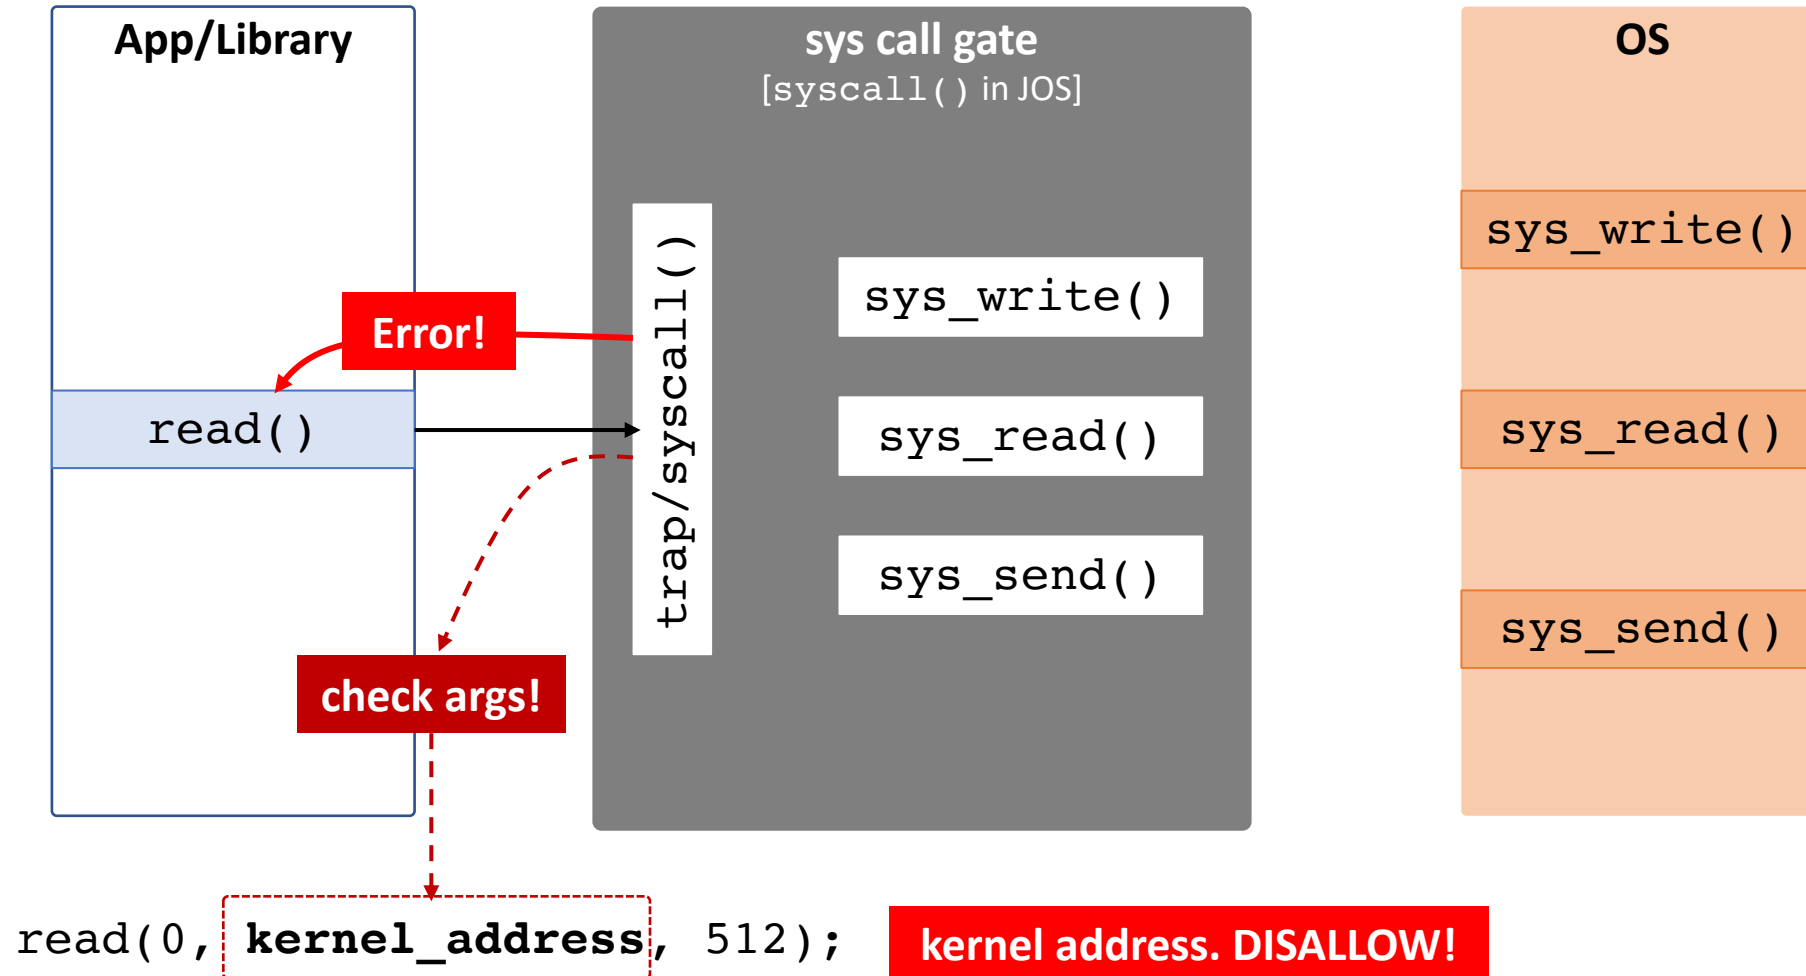 App/Library
read()
Error!
check args!
sys call gate
[syscall() in JOS]
trap/syscall()
sys_write()
sys_read()
sys_send()
OS
sys_write()
sys_read()
sys_send()
read(0, kernel_address, 512);
kernel address. DISALLOW!